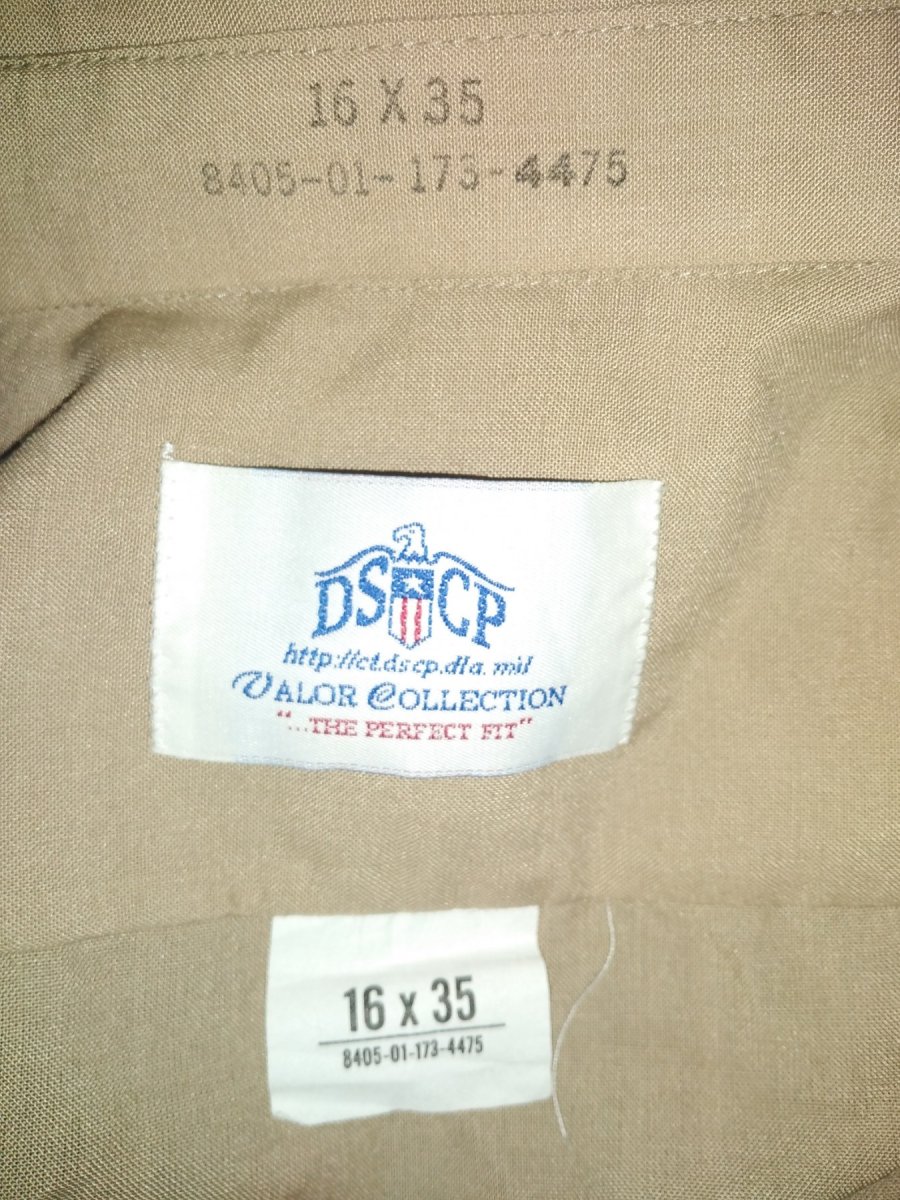 16 X 35
8405-01-173-4475
DSCP
http://ct.dscp.dla.mil
VALOR COLLECTION
"...THE PERFECT FIT"
16 x 35
8405-01-173-4475